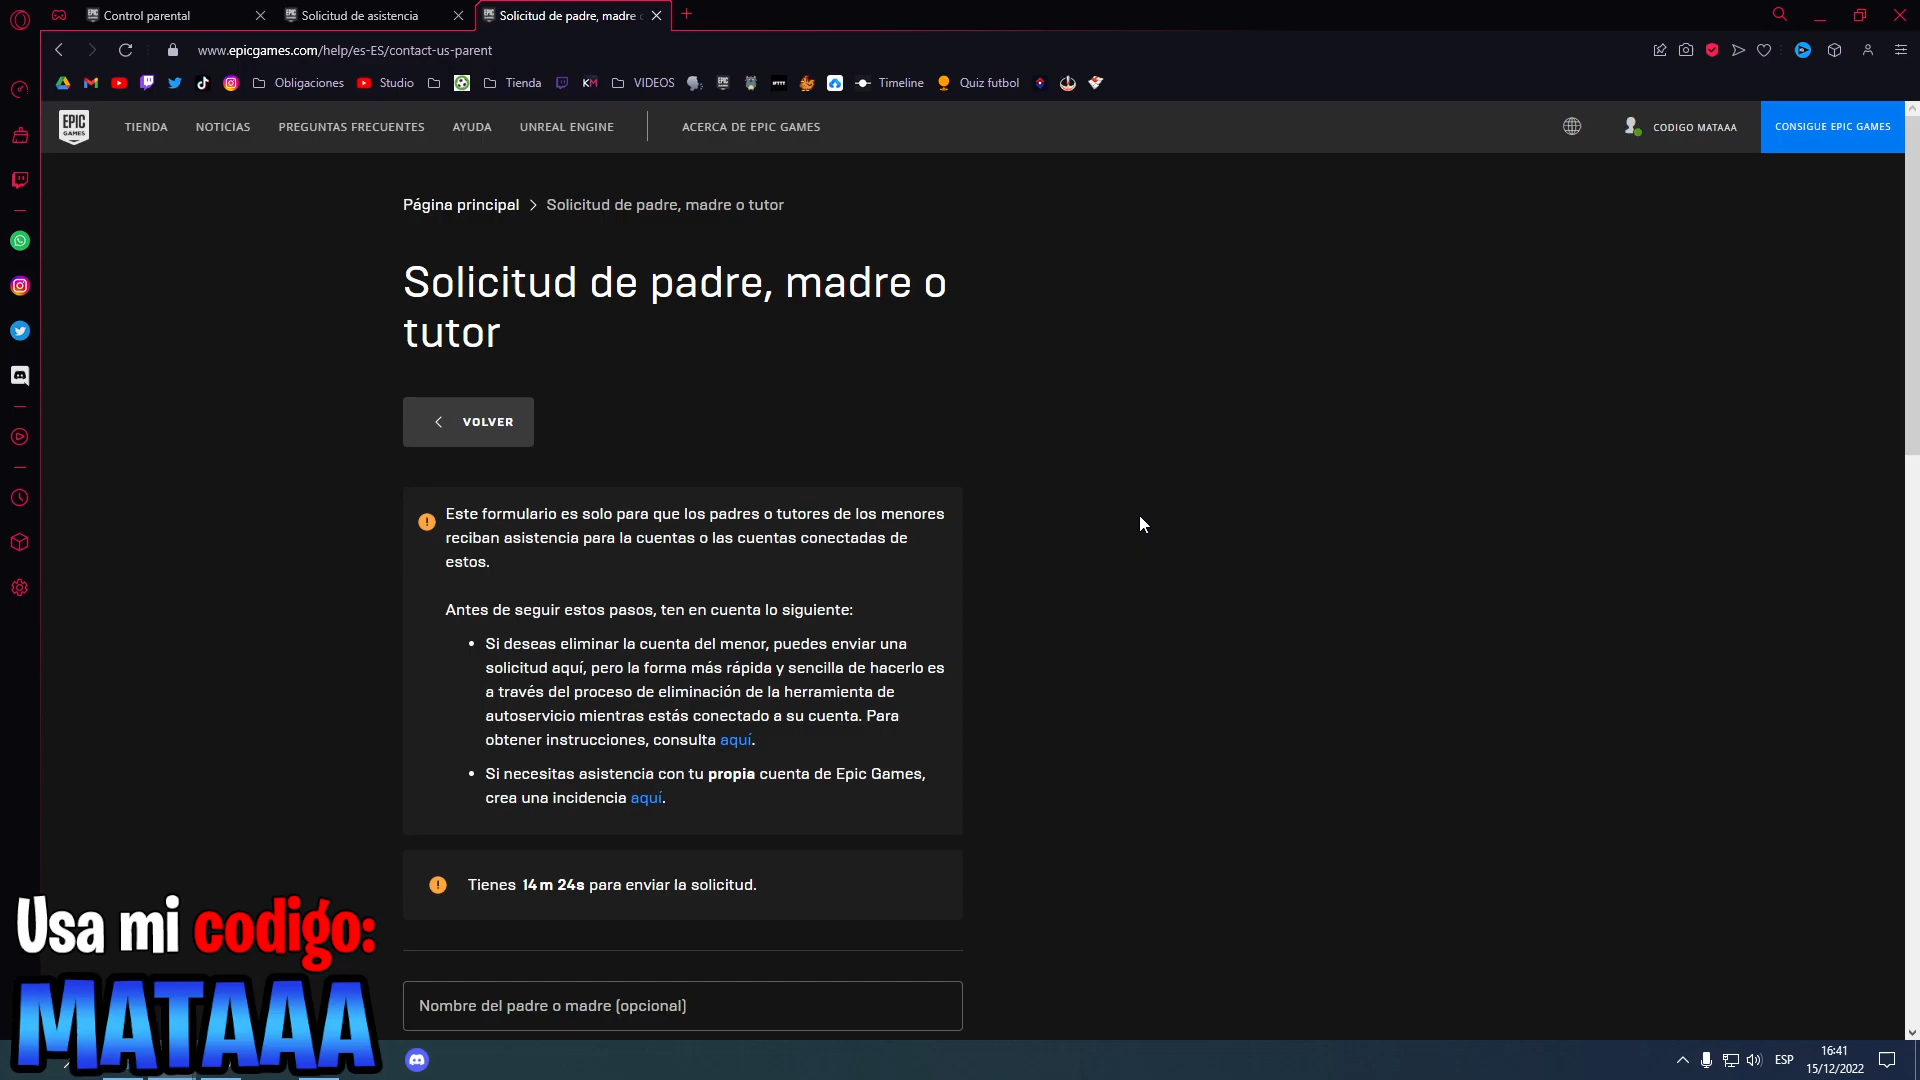 Control parental
Solicitud de asistencia
Solicitud de padre, madre
www.epicgames.com/help/es-ES/contact-us-parent
Obligaciones
Studio
Tienda
KM
VIDEOS
EPIC
IFTTT
Timeline
Quiz futbol
EPIC
GAMES
TIENDA
NOTICIAS
PREGUNTAS FRECUENTES
AYUDA
UNREAL ENGINE
ACERCA DE EPIC GAMES
CODIGO MATAAA
CONSIGUE EPIC GAMES
Página principal > Solicitud de padre, madre o tutor
Solicitud de padre, madre o
tutor
VOLVER
Este formulario es solo para que los padres o tutores de los menores
reciban asistencia para la cuentas o las cuentas conectadas de
estos.
Antes de seguir estos pasos, ten en cuenta lo siguiente:
• Si deseas eliminar la cuenta del menor, puedes enviar una
solicitud aquí, pero la forma más rápida y sencilla de hacerlo es
a través del proceso de eliminación de la herramienta de
autoservicio mientras estás conectado a su cuenta. Para
obtener instrucciones, consulta aquí.
• Si necesitas asistencia con tu propia cuenta de Epic Games,
crea una incidencia aquí.
Tienes 14m 24s para enviar la solicitud.
Nombre del padre o madre (opcional)
Usa mi codigo:
MATAAA
ESP
16:41
15/12/2022